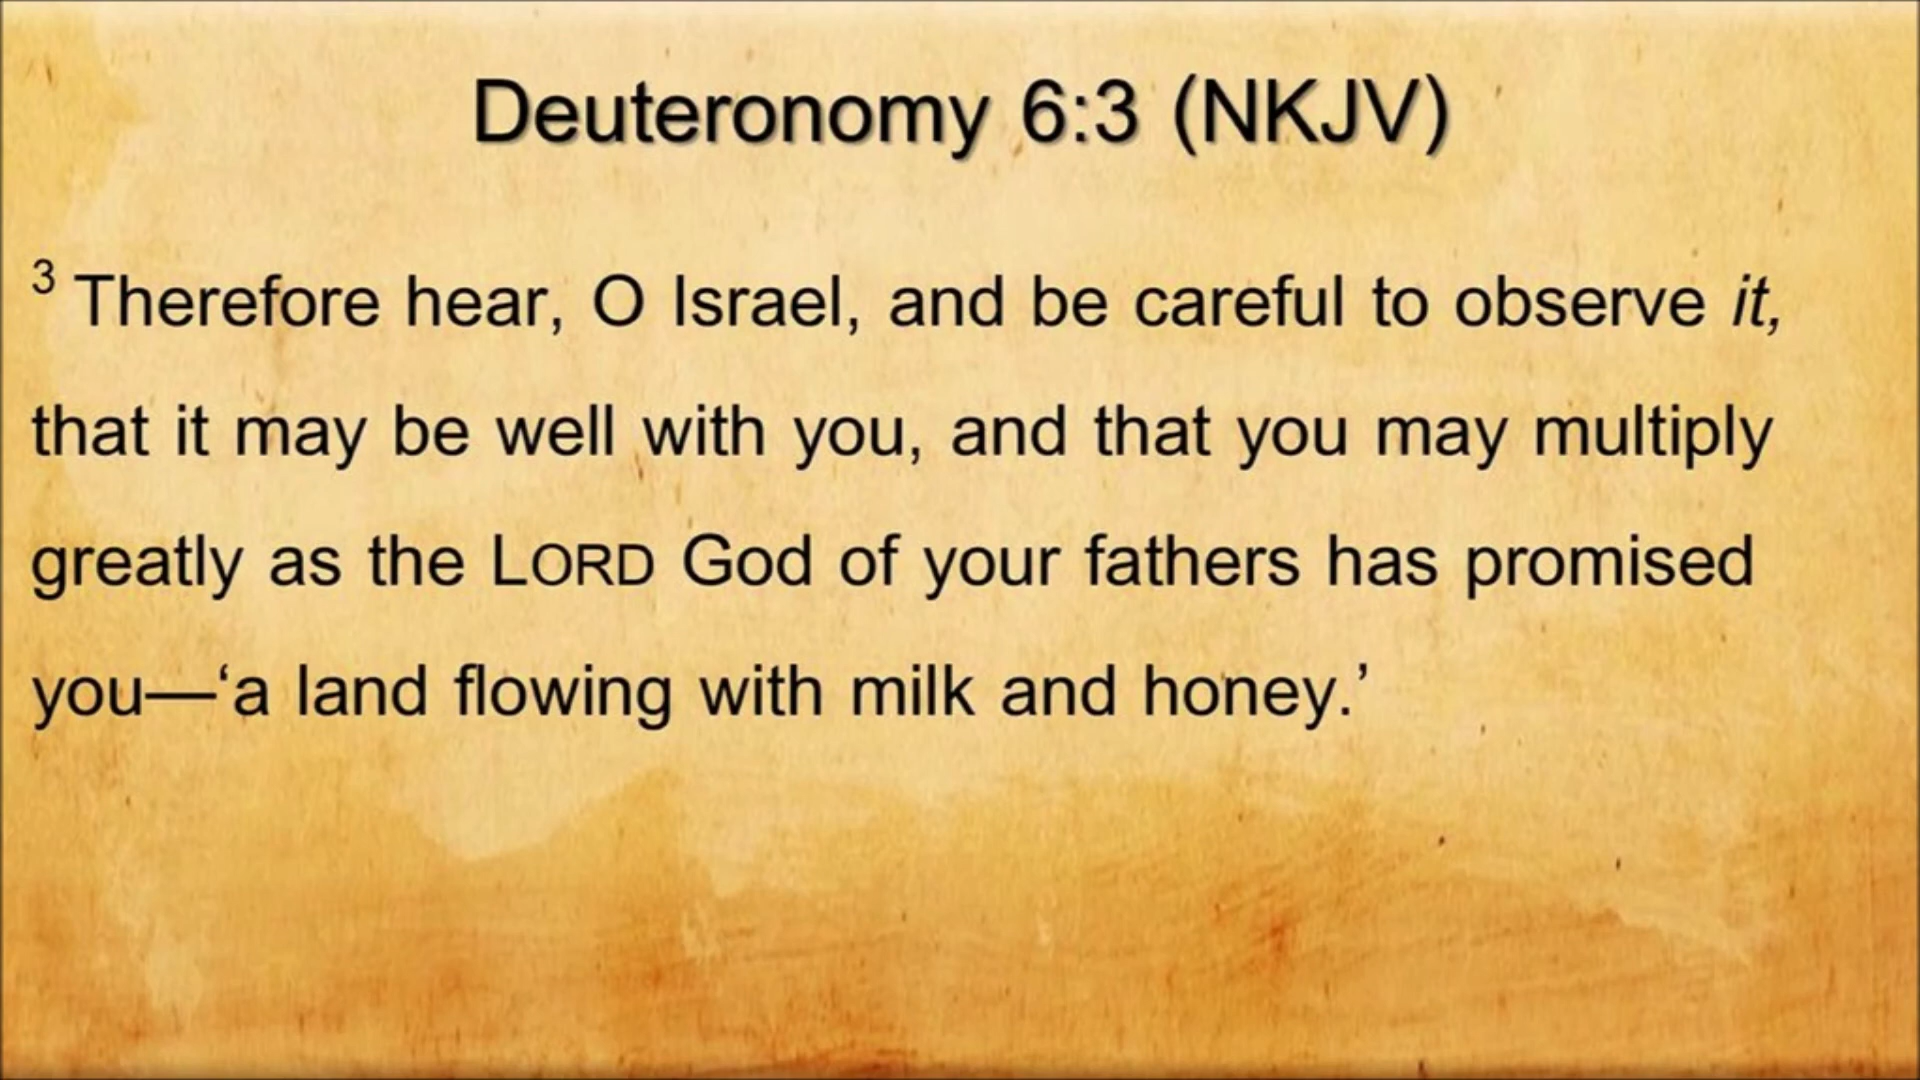 Deuteronomy 6:3 (NKJV)
3 Therefore hear, O Israel, and be careful to observe it,
that it may be well with you, and that you may multiply
greatly as the LORD God of your fathers has promised
you—‘a land flowing with milk and honey.’